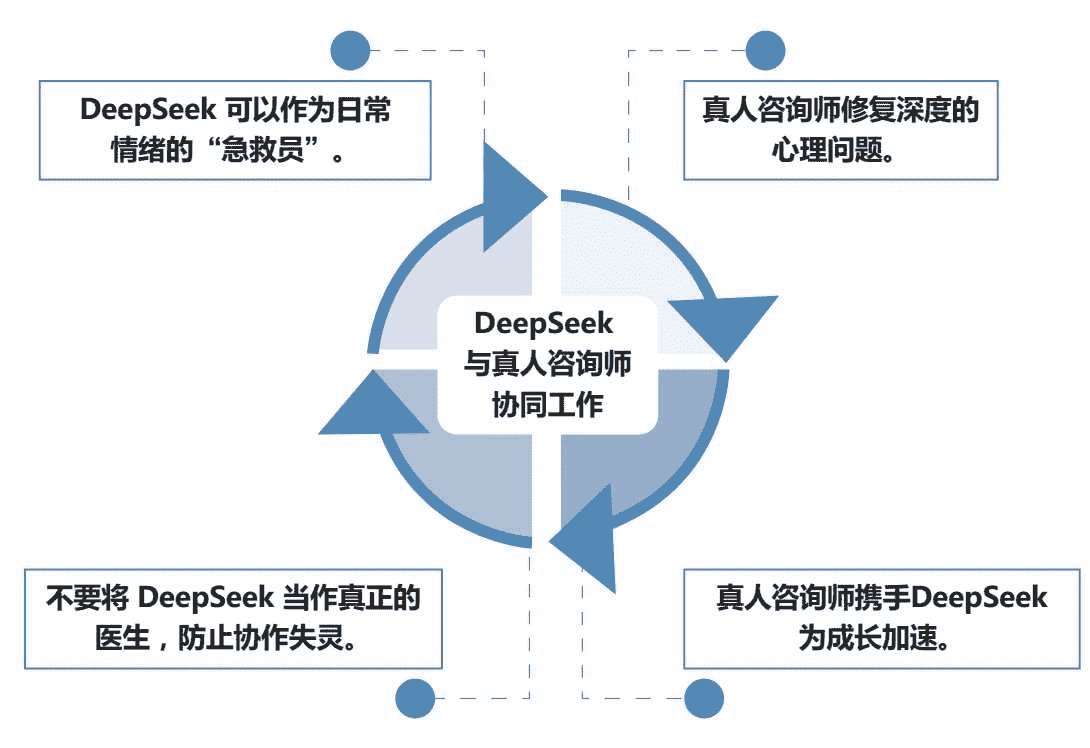 DeepSeek 可以作为日常
情绪的“急救员”。
真人咨询师修复深度的
心理问题。
DeepSeek
与真人咨询师
协同工作
不要将 DeepSeek 当作真正的
医生，防止协作失灵。
真人咨询师携手DeepSeek
为成长加速。